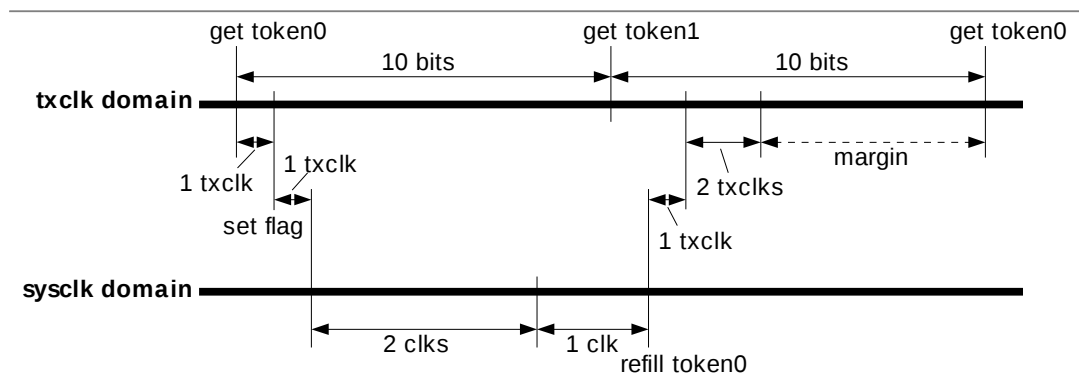 get token0
get token1
get token0
10 bits
10 bits
txclk domain
1 txclk
margin
1 txclk
2 txclks
set flag
1 txclk
sysclk domain
2 clks
1 clk
refill token0